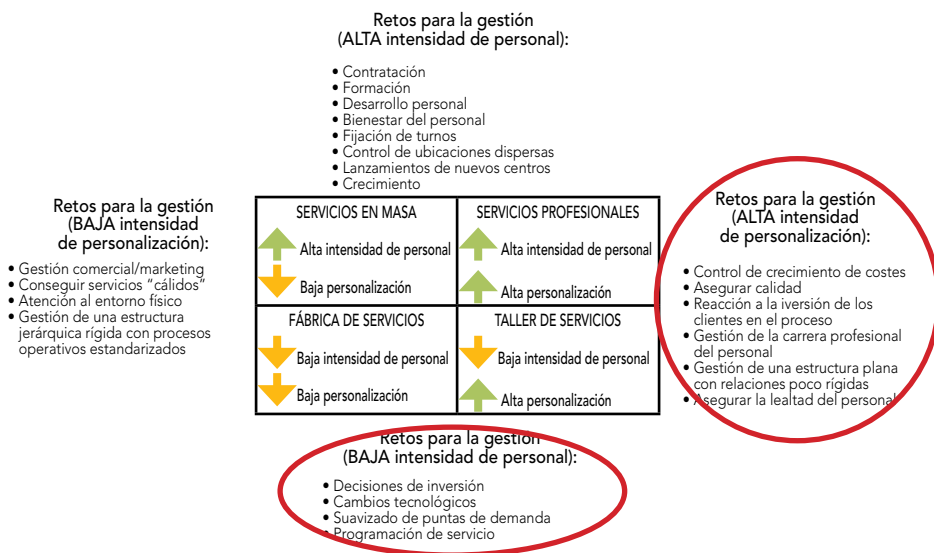 Retos para la gestión
(ALTA intensidad de personal):
• Contratación
• Formación
• Desarrollo personal
• Bienestar del personal
• Fijación de turnos
• Control de ubicaciones dispersas
• Lanzamientos de nuevos centros
• Crecimiento
Retos para la gestión
(BAJA intensidad
de personalización):
• Gestión comercial/marketing
• Conseguir servicios "cálidos"
• Atención al entorno físico
• Gestión de una estructura
jerárquica rígida con procesos
operativos estandarizados
SERVICIOS EN MASA
Alta intensidad de personal
Baja personalización
SERVICIOS PROFESIONALES
Alta intensidad de personal
Alta personalización
FÁBRICA DE SERVICIOS
Baja intensidad de personal
Baja personalización
TALLER DE SERVICIOS
Baja intensidad de personal
Alta personalización
Retos para la gestión
(ALTA intensidad
de personalización):
• Control de crecimiento de costes
• Asegurar calidad
• Reacción a la iversión de los
clientes en el proceso
• Gestión de la carrera profesional
del personal
• Gestión de una estructura plana
con relaciones poco rígidas
• Asegurar la lealtad del personal
Retos para la gestión
(BAJA intensidad de personal):
• Decisiones de inversión
• Cambios tecnológicos
• Suavizado de puntas de demanda
• Programación de servicio